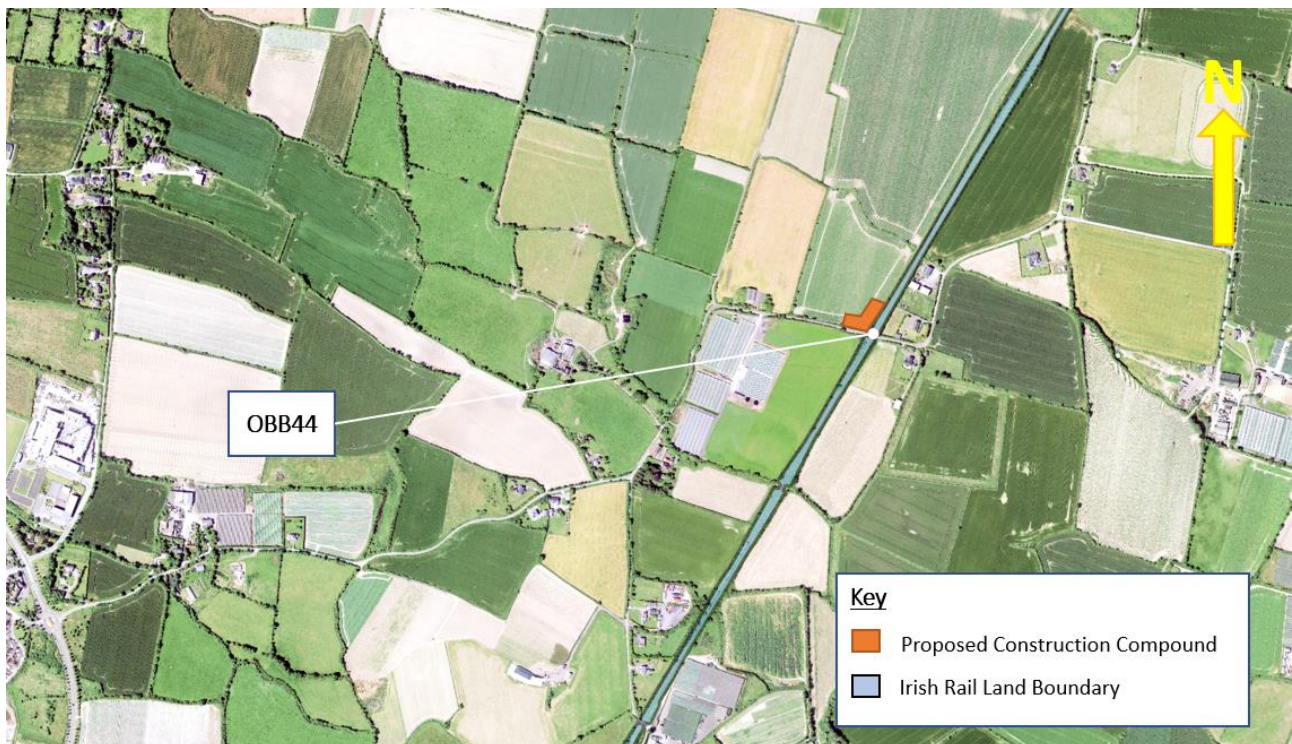 N
OBB44
Key
Proposed Construction Compound
Irish Rail Land Boundary